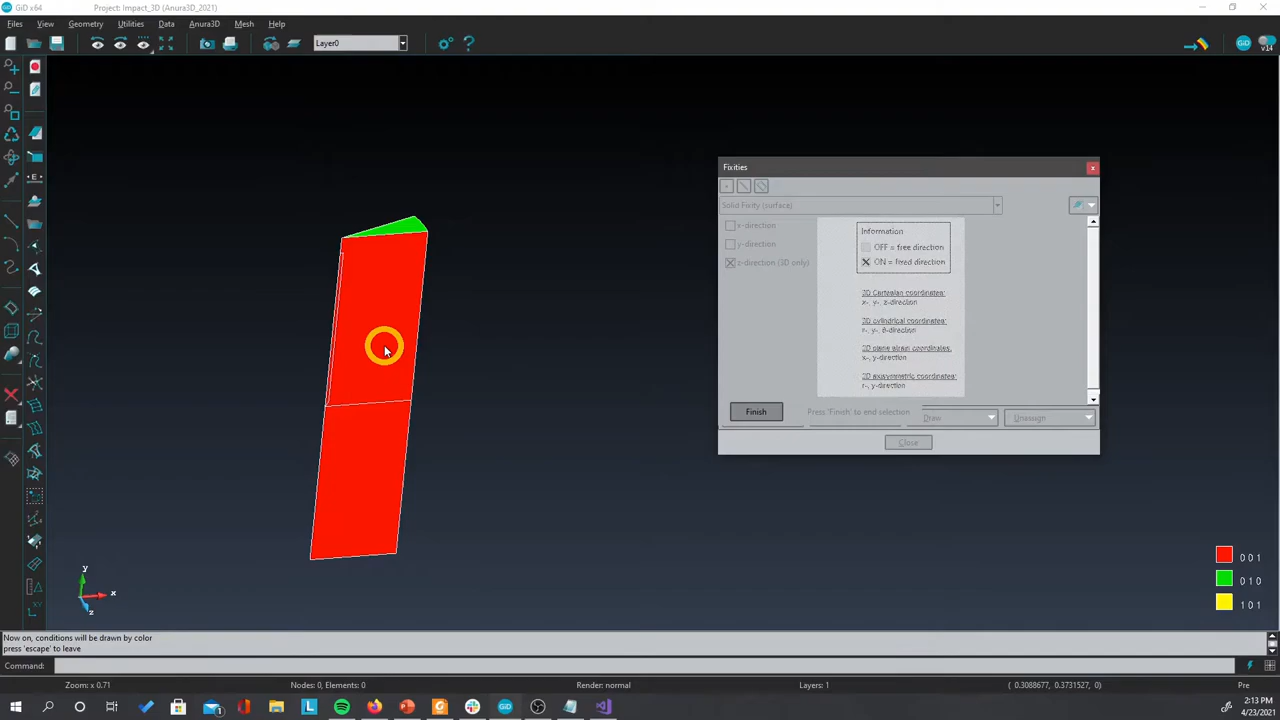 GiD x64 Project: Impact_3D (Anura3D_2021)
Files View Geometry Utilities Data Anura3D Mesh Help
Layer0
GiD v14
E
Fixities
Solid Fixity (surface)
x-direction
y-direction
z-direction (3D only)
Information
OFF = free direction
ON = fixed direction
3D Cartesian coordinates:
x-, y-, z-direction
3D cylindrical coordinates:
r-, y-, θ-direction
2D plane strain coordinates:
x-, y-direction
2D axisymmetric coordinates:
r-, y-direction
Finish Press 'Finish' to end selection Draw Unassign
Close
y
x
z
0 0 1
0 1 0
1 0 1
Now on, conditions will be drawn by color
press 'escape' to leave
Command:
Zoom: x 0.71 Nodes: 0, Elements: 0 Render: normal Layers: 1 ( 0.3088677, 0.3731527, 0) Pre
2:13 PM
4/23/2021